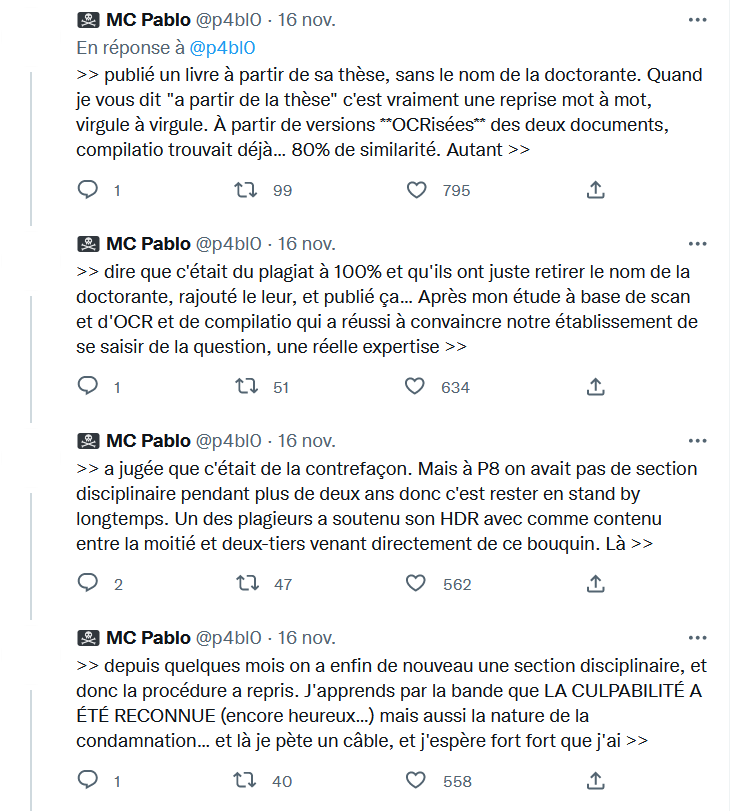 MC Pablo @p4bl0 · 16 nov.
En réponse à @p4bl0
>> publié un livre à partir de sa thèse, sans le nom de la doctorante. Quand
je vous dit "a partir de la thèse" c'est vraiment une reprise mot à mot,
virgule à virgule. À partir de versions **OCRisées** des deux documents,
compilatio trouvait déjà... 80% de similarité. Autant >>
1 99 795
MC Pablo @p4bl0 · 16 nov.
>> dire que c'était du plagiat à 100% et qu'ils ont juste retirer le nom de la
doctorante, rajouté le leur, et publié ça... Après mon étude à base de scan
et d'OCR et de compilatio qui a réussi à convaincre notre établissement de
se saisir de la question, une réelle expertise >>
1 51 634
MC Pablo @p4bl0 · 16 nov.
>> a jugée que c'était de la contrefaçon. Mais à P8 on avait pas de section
disciplinaire pendant plus de deux ans donc c'est rester en stand by
longtemps. Un des plagieurs a soutenu son HDR avec comme contenu
entre la moitié et deux-tiers venant directement de ce bouquin. Là >>
2 47 562
MC Pablo @p4bl0 · 16 nov.
>> depuis quelques mois on a enfin de nouveau une section disciplinaire, et
donc la procédure a repris. J'apprends par la bande que LA CULPABILITÉ A
ÉTÉ RECONNUE (encore heureux...) mais aussi la nature de la
condamnation... et là je pète un câble, et j'espère fort fort que j'ai >>
1 40 558